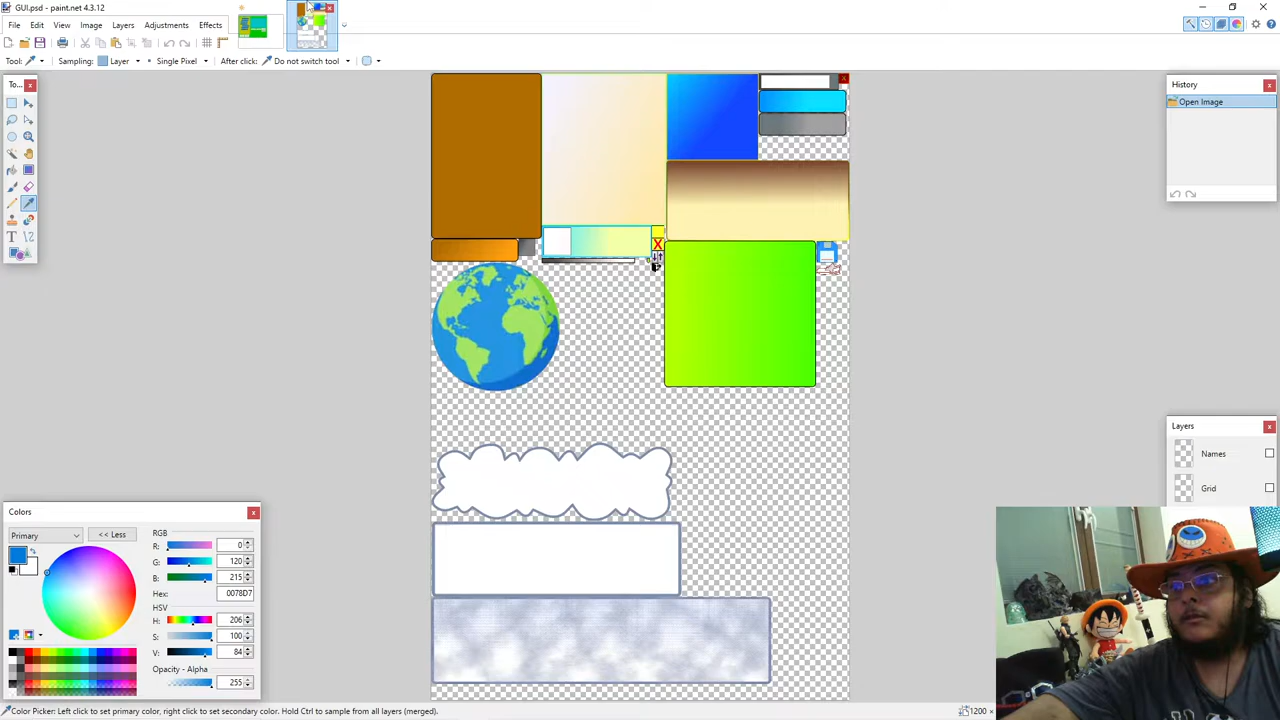 GUI.psd - paint.net 4.3.12
File Edit View Image Layers Adjustments Effects
Tool: Sampling: Layer Single Pixel After click: Do not switch tool
To...
History
Open Image
X
Layers
Names
Grid
Colors
Primary << Less
RGB
R: 0
G: 120
B: 215
Hex: 0078D7
HSV
H: 206
S: 100
V: 84
Opacity - Alpha
255
Color Picker: Left click to set primary color, right click to set secondary color. Hold Ctrl to sample from all layers (merged).
1200 ×